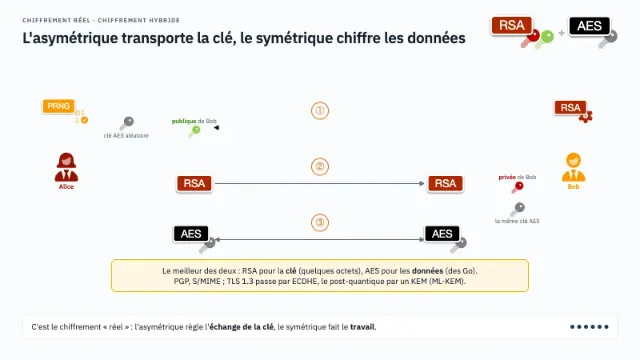 CHIFFREMENT RÉEL · CHIFFREMENT HYBRIDE
L'asymétrique transporte la clé, le symétrique chiffre les données
RSA + AES
PRNG
clé AES aléatoire
publique de Bob
①
RSA
Alice
②
RSA
RSA
privée de Bob
Bob
la même clé AES
③
AES
AES
Le meilleur des deux : RSA pour la clé (quelques octets), AES pour les données (des Go).
PGP, S/MIME ; TLS 1.3 passe par ECDHE, le post-quantique par un KEM (ML-KEM).
C'est le chiffrement « réel » : l'asymétrique règle l'échange de la clé, le symétrique fait le travail.